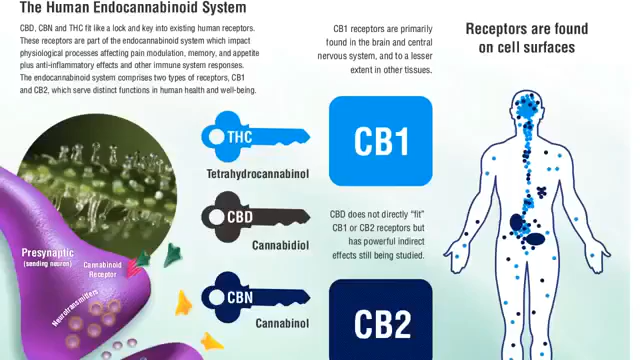 The Human Endocannabinoid System
CBD, CBN and THC fit like a lock and key into existing human receptors.
These receptors are part of the endocannabinoid system which impact
physiological processes affecting pain modulation, memory, and appetite
plus anti-inflammatory effects and other immune system responses.
The endocannabinoid system comprises two types of receptors, CB1
and CB2, which serve distinct functions in human health and well-being.
CB1 receptors are primarily
found in the brain and central
nervous system, and to a lesser
extent in other tissues.
Receptors are found
on cell surfaces
THC
Tetrahydrocannabinol
CB1
CBD
Cannabidiol
CBD does not directly "fit"
CB1 or CB2 receptors but
has powerful indirect
effects still being studied.
Presynaptic
(seeding neuron)
Cannabinoid
Receptor
Neurotransmitters
CBN
Cannabinol
CB2